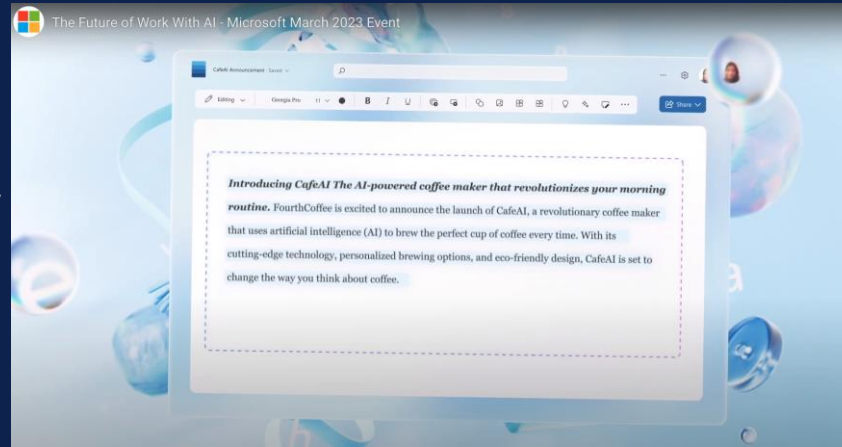 The Future of Work With AI - Microsoft March 2023 Event
CafeAI Announcement · Saved
Editing Georgia Pro 11 B I U Share
Introducing CafeAI The AI-powered coffee maker that revolutionizes your morning
routine. FourthCoffee is excited to announce the launch of CafeAI, a revolutionary coffee maker
that uses artificial intelligence (AI) to brew the perfect cup of coffee every time. With its
cutting-edge technology, personalized brewing options, and eco-friendly design, CafeAI is set to
change the way you think about coffee.
e
a
h